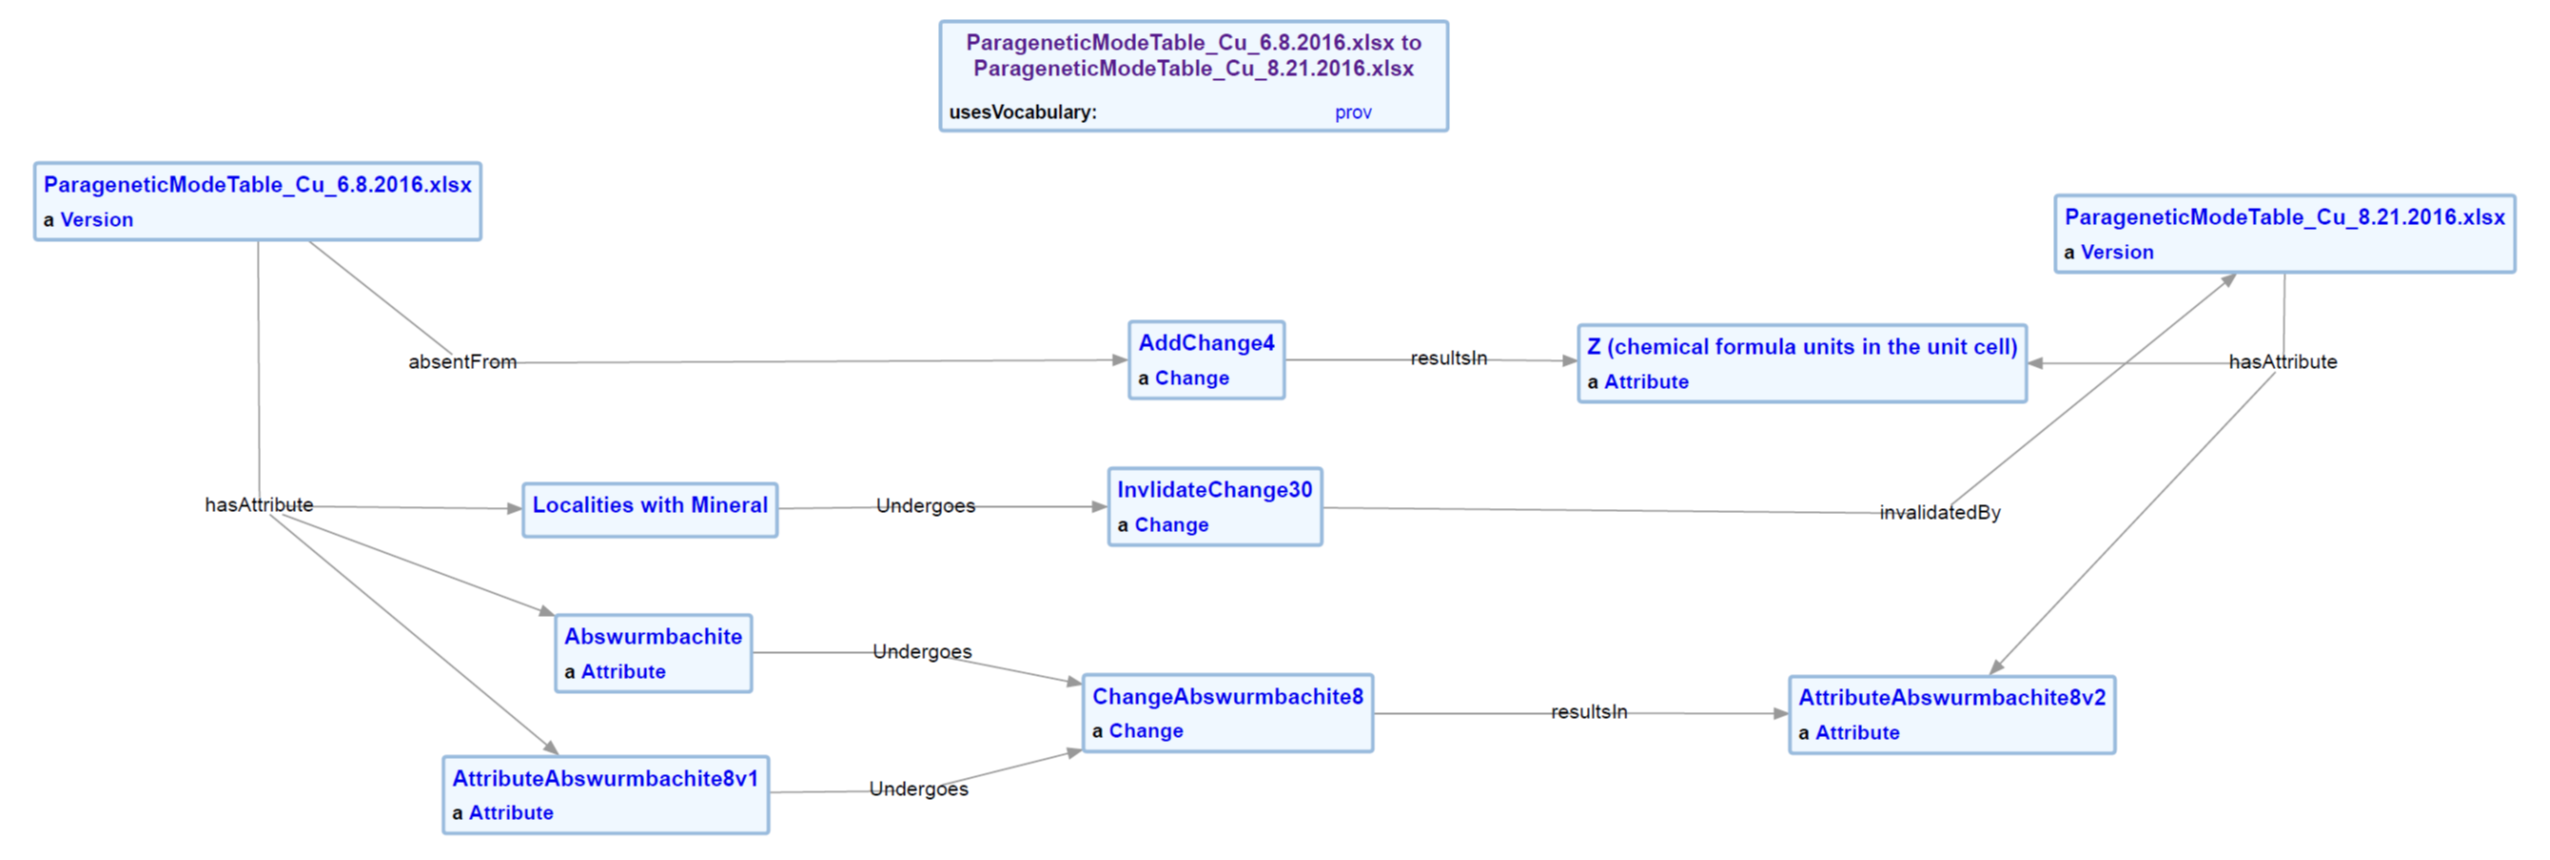 ParageneticModeTable_Cu_6.8.2016.xlsx to
ParageneticModeTable_Cu_8.21.2016.xlsx
usesVocabulary: prov
ParageneticModeTable_Cu_6.8.2016.xlsx
a Version
ParageneticModeTable_Cu_8.21.2016.xlsx
a Version
absentFrom
AddChange4
a Change
resultsIn
Z (chemical formula units in the unit cell)
a Attribute
hasAttribute
hasAttribute
Localities with Mineral
Undergoes
InvlidateChange30
a Change
invalidatedBy
Abswurmbachite
a Attribute
Undergoes
ChangeAbswurmbachite8
a Change
resultsIn
AttributeAbswurmbachite8v2
a Attribute
AttributeAbswurmbachite8v1
a Attribute
Undergoes